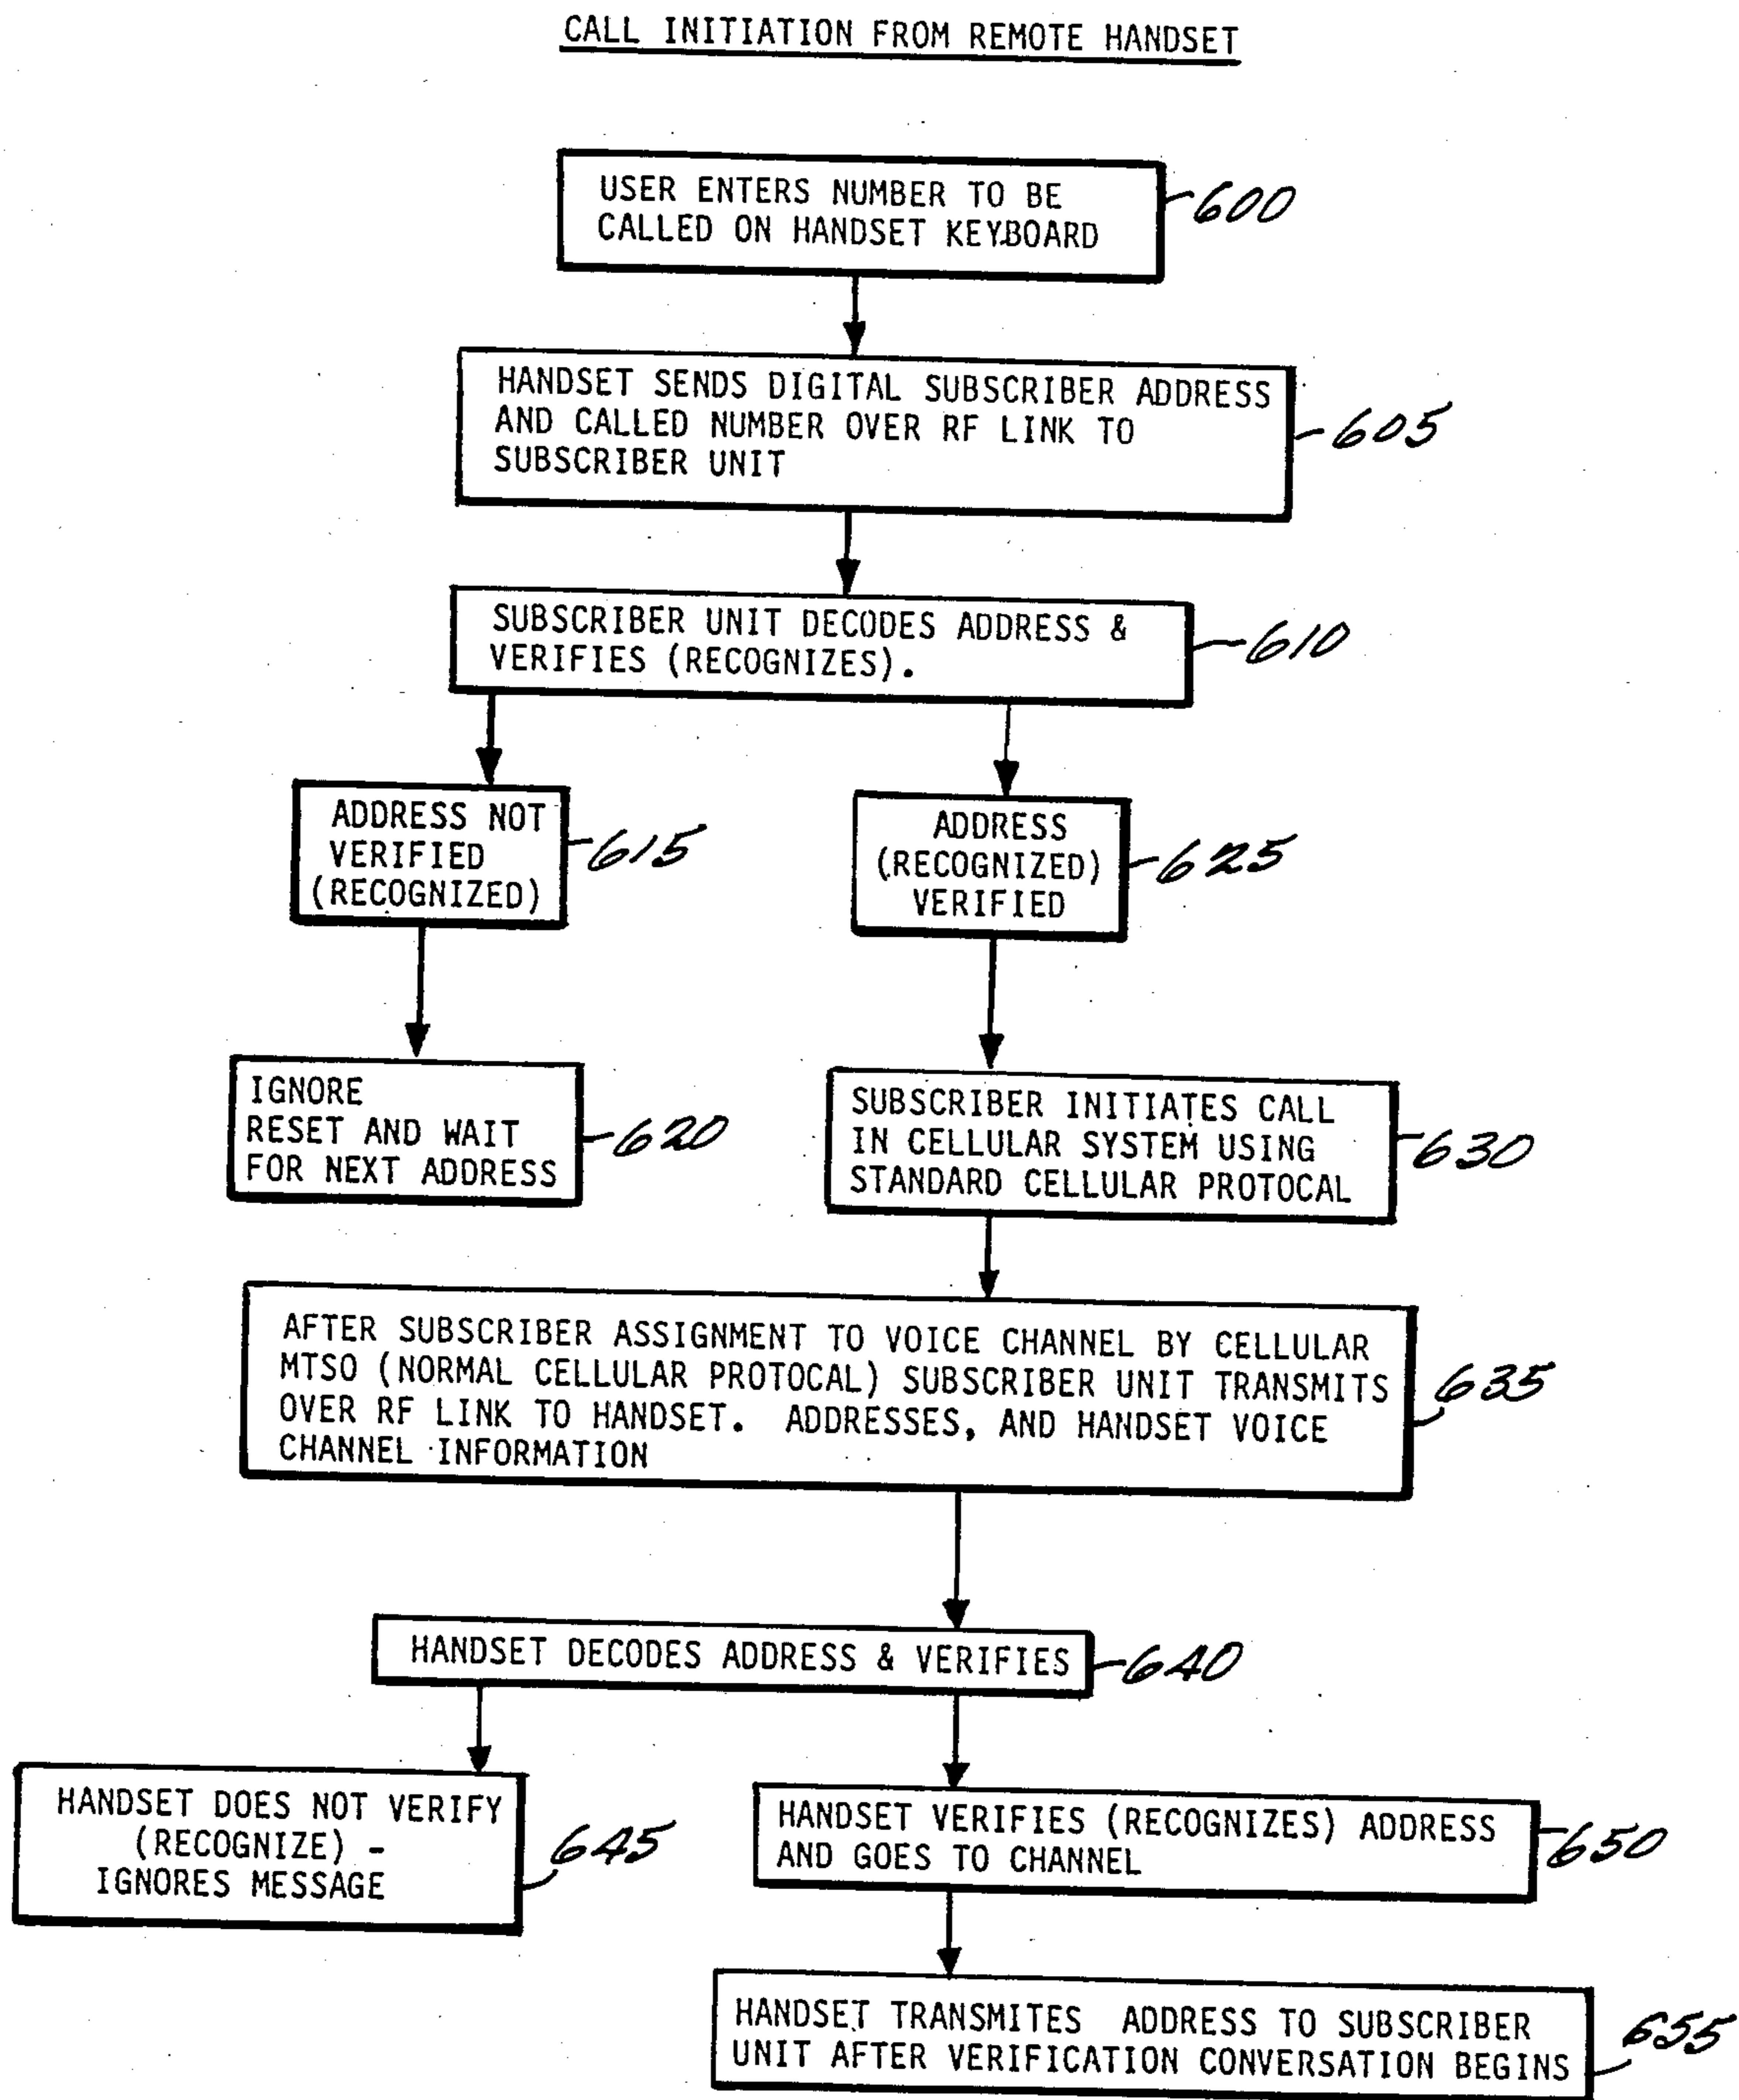 CALL INITIATION FROM REMOTE HANDSET
USER ENTERS NUMBER TO BE
CALLED ON HANDSET KEYBOARD
600
HANDSET SENDS DIGITAL SUBSCRIBER ADDRESS
AND CALLED NUMBER OVER RF LINK TO
SUBSCRIBER UNIT
605
SUBSCRIBER UNIT DECODES ADDRESS &
VERIFIES (RECOGNIZES).
610
ADDRESS NOT
VERIFIED
(RECOGNIZED)
615
ADDRESS
(RECOGNIZED)
VERIFIED
625
IGNORE
RESET AND WAIT
FOR NEXT ADDRESS
620
SUBSCRIBER INITIATES CALL
IN CELLULAR SYSTEM USING
STANDARD CELLULAR PROTOCAL
630
AFTER SUBSCRIBER ASSIGNMENT TO VOICE CHANNEL BY CELLULAR
MTSO (NORMAL CELLULAR PROTOCAL) SUBSCRIBER UNIT TRANSMITS
OVER RF LINK TO HANDSET. ADDRESSES, AND HANDSET VOICE
CHANNEL INFORMATION
635
HANDSET DECODES ADDRESS & VERIFIES
640
HANDSET DOES NOT VERIFY
(RECOGNIZE) -
IGNORES MESSAGE
645
HANDSET VERIFIES (RECOGNIZES) ADDRESS
AND GOES TO CHANNEL
650
HANDSET TRANSMITES ADDRESS TO SUBSCRIBER
UNIT AFTER VERIFICATION CONVERSATION BEGINS
655